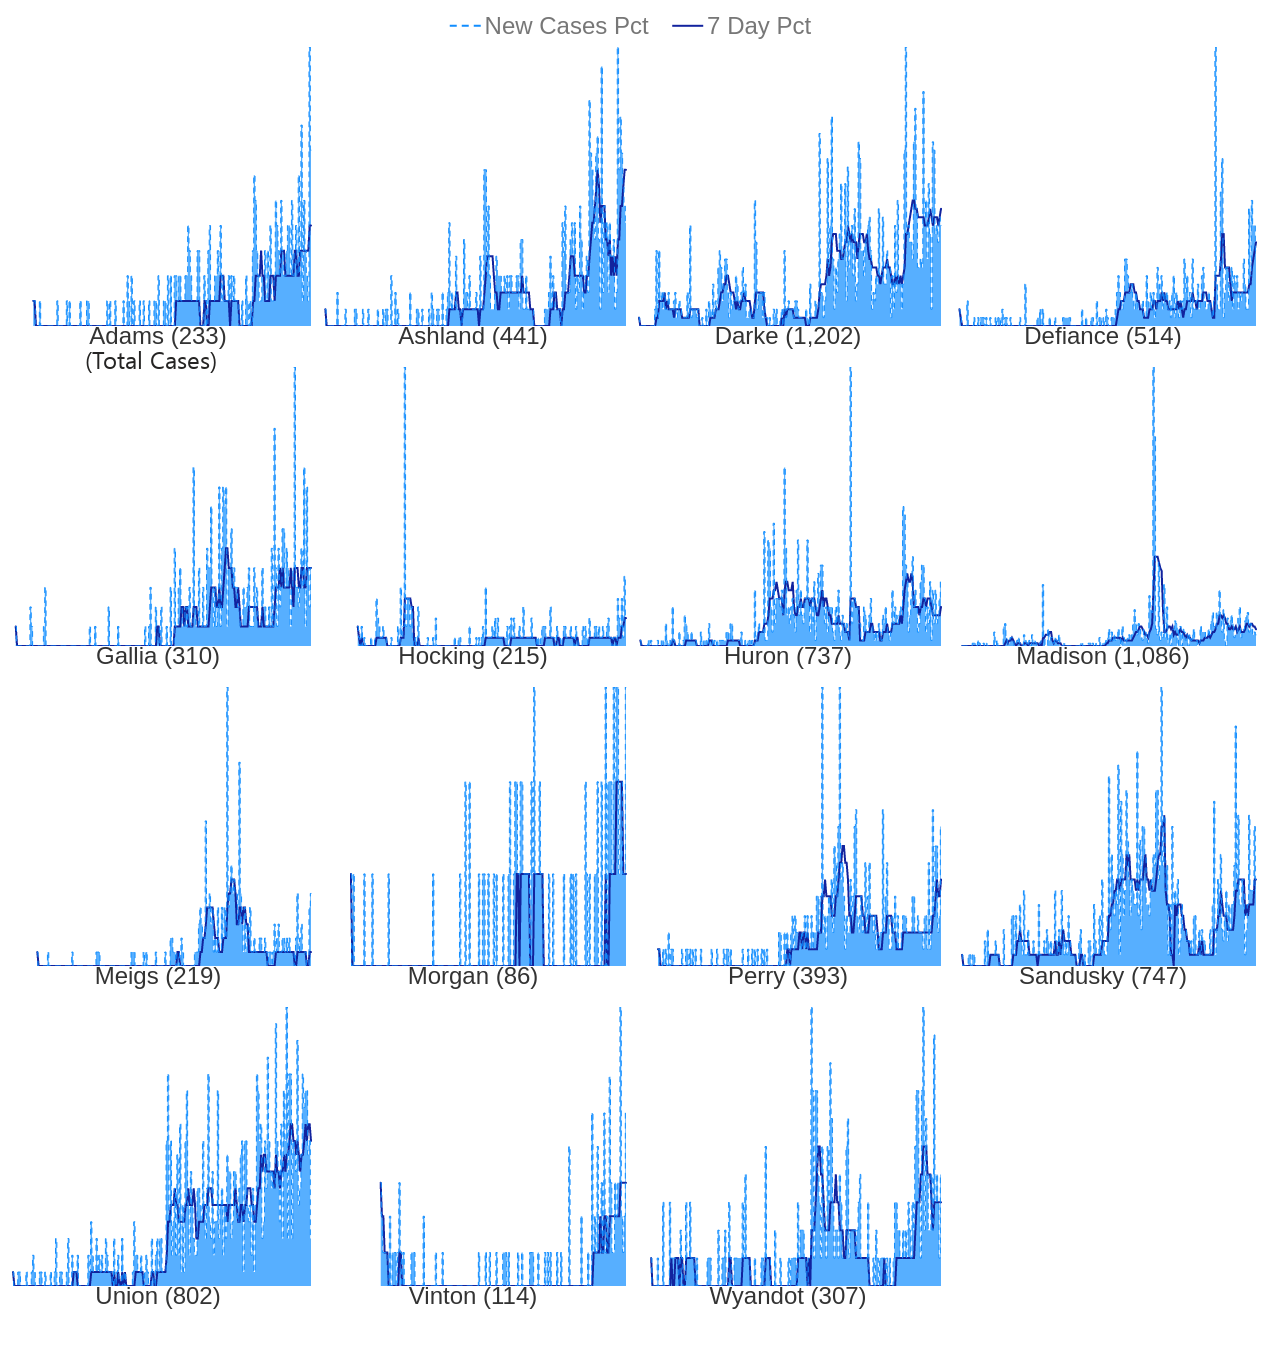 New Cases Pct 7 Day Pct
Adams (233) Ashland (441) Darke (1,202) Defiance (514)
(Total Cases)
Gallia (310) Hocking (215) Huron (737) Madison (1,086)
Meigs (219) Morgan (86) Perry (393) Sandusky (747)
Union (802) Vinton (114) Wyandot (307)